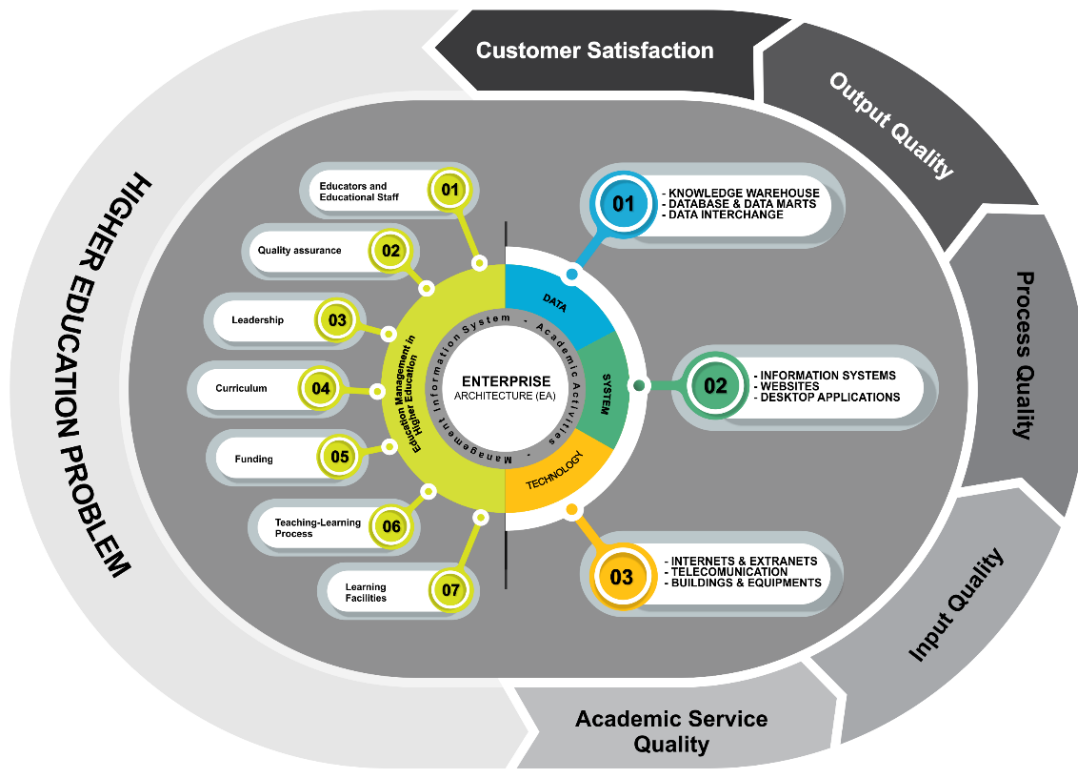 Customer Satisfaction
Output Quality
Process Quality
Input Quality
Academic Service
Quality
HIGHER EDUCATION PROBLEM
Educators and
Educational Staff
01
Quality assurance
02
Leadership
03
Curriculum
04
Funding
05
Teaching-Learning
Process
06
Learning
Facilities
07
Education Management in
Higher Education
Management Information System - Academic Activities -
ENTERPRISE
ARCHITECTURE (EA)
DATA
SYSTEM
TECHNOLOGY
01
- KNOWLEDGE WAREHOUSE
- DATABASE & DATA MARTS
- DATA INTERCHANGE
02
- INFORMATION SYSTEMS
- WEBSITES
- DESKTOP APPLICATIONS
03
- INTERNETS & EXTRANETS
- TELECOMUNICATION
- BUILDINGS & EQUIPMENTS